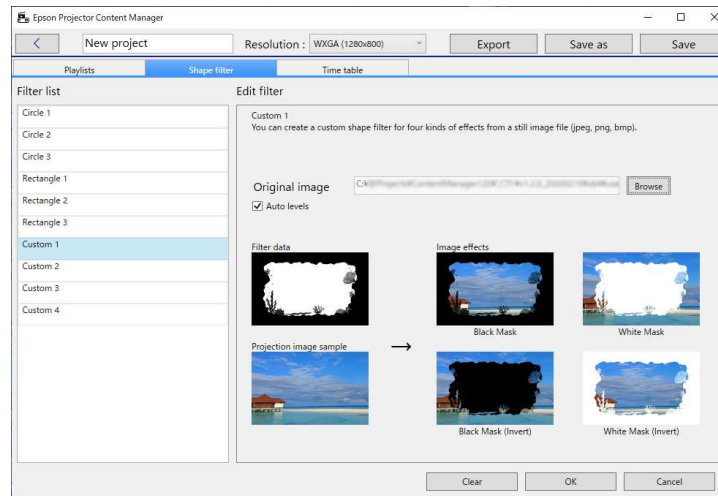 Epson Projector Content Manager
New project
Resolution : WXGA (1280x800)
Export
Save as
Save
Playlists
Shape filter
Time table
Filter list
Circle 1
Circle 2
Circle 3
Rectangle 1
Rectangle 2
Rectangle 3
Custom 1
Custom 2
Custom 3
Custom 4
Edit filter
Custom 1
You can create a custom shape filter for four kinds of effects from a still image file (jpeg, png, bmp).
Original image
Browse
Auto levels
Filter data
Image effects
Black Mask
White Mask
Projection image sample
→
Black Mask (Invert)
White Mask (Invert)
Clear
OK
Cancel